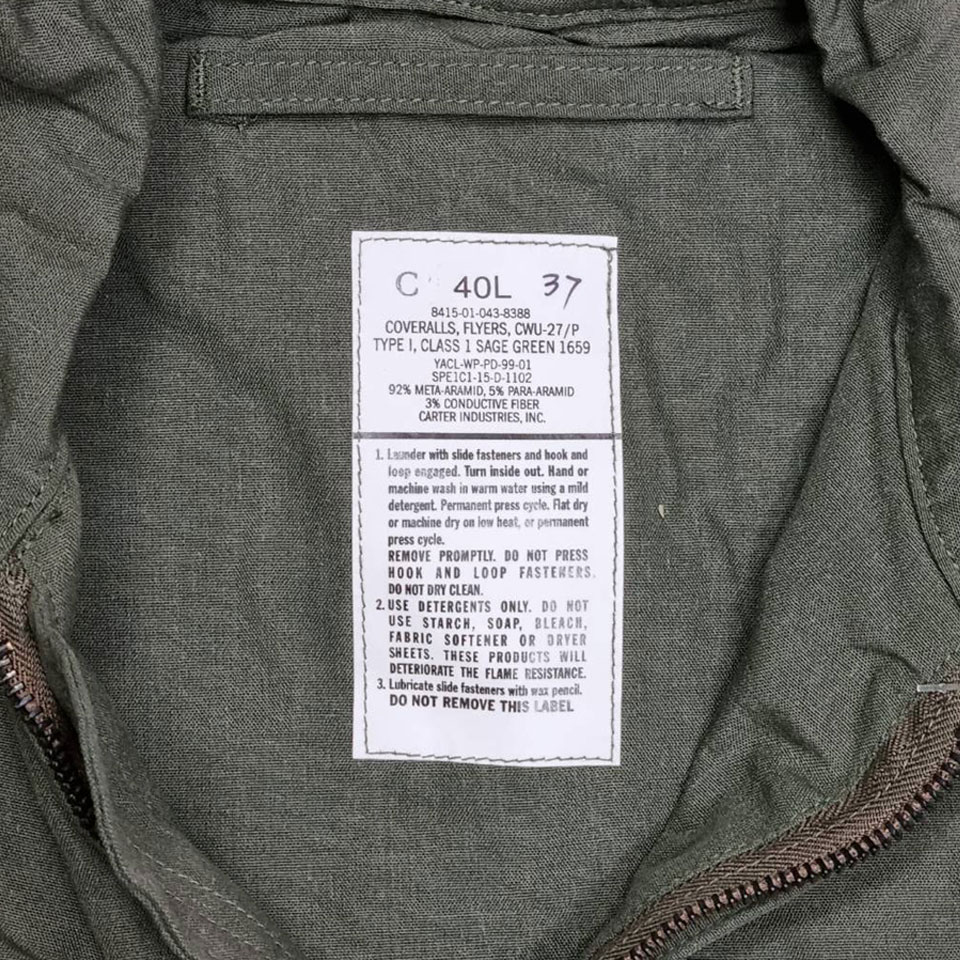 C 40L 37
8415-01-043-8388
COVERALLS, FLYERS, CWU-27/P
TYPE I, CLASS 1 SAGE GREEN 1659
YACL-WP-PD-99-01
SPE1C1-15-D-1102
92% META-ARAMID, 5% PARA-ARAMID
3% CONDUCTIVE FIBER
CARTER INDUSTRIES, INC.
1. Launder with slide fasteners and hook and
loop engaged. Turn inside out. Hand or
machine wash in warm water using a mild
detergent. Permanent press cycle. Flat dry
or machine dry on low heat, or permanent
press cycle.
REMOVE PROMPTLY. DO NOT PRESS
HOOK AND LOOP FASTENERS.
DO NOT DRY CLEAN.
2. USE DETERGENTS ONLY. DO NOT
USE STARCH, SOAP, BLEACH,
FABRIC SOFTENER OR DRYER
SHEETS. THESE PRODUCTS WILL
DETERIORATE THE FLAME RESISTANCE.
3. Lubricate slide fasteners with wax pencil.
DO NOT REMOVE THIS LABEL